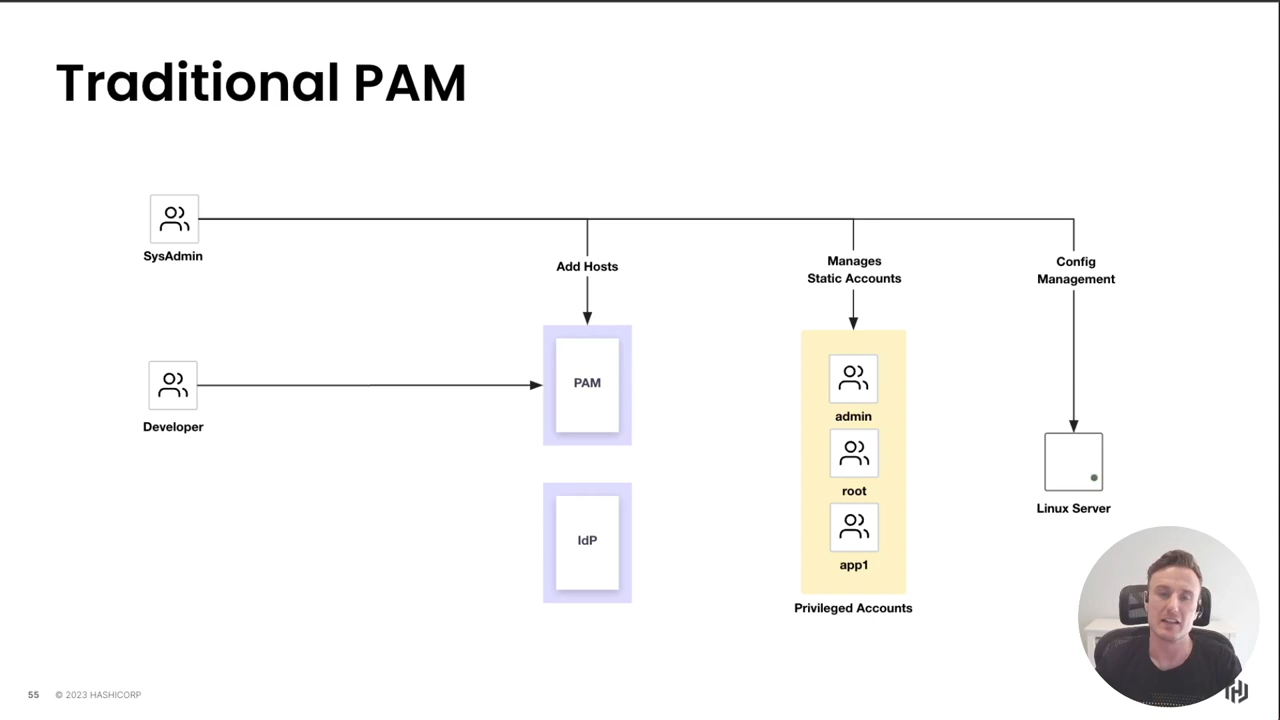 Traditional PAM
SysAdmin
Add Hosts
Manages
Static Accounts
Config
Management
Developer
PAM
IdP
admin
root
app1
Privileged Accounts
Linux Server
55 © 2023 HASHICORP